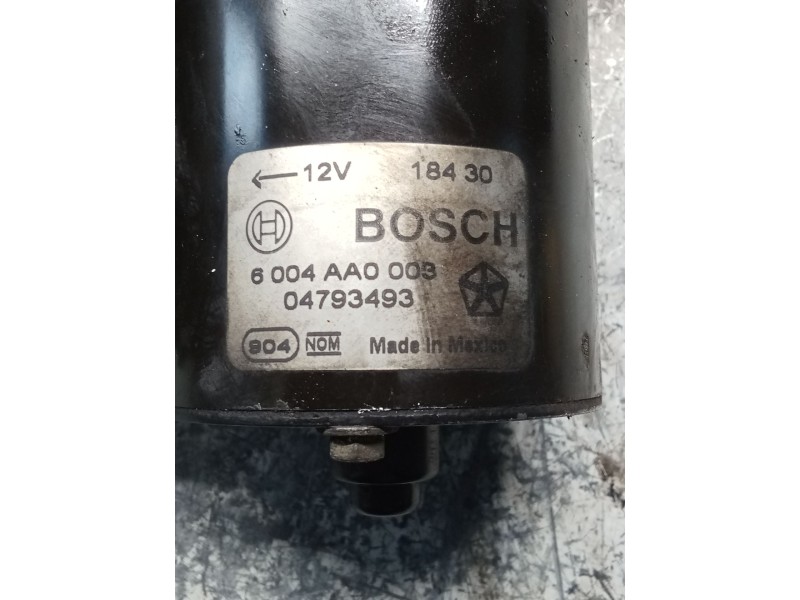 ← 12V 184 30
BOSCH
6 004 AA0 003
04793493
904 NOM Made in Mexico